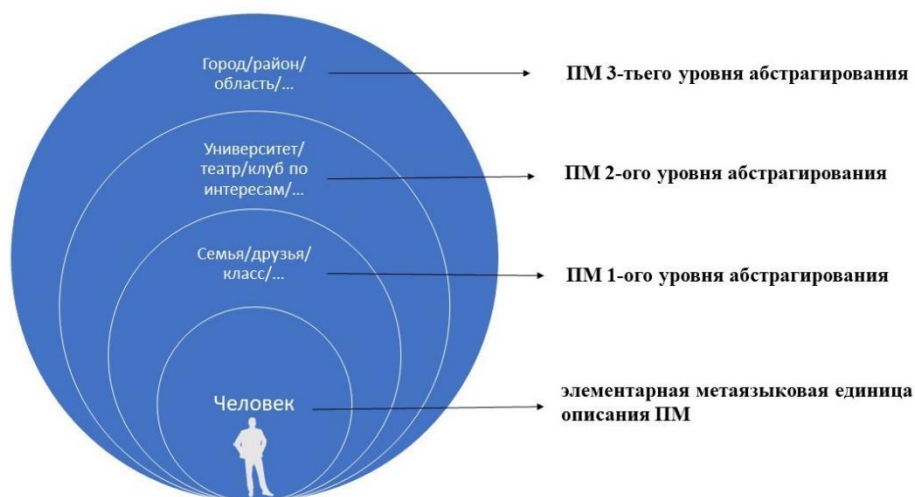 Город/район/
область/...
ПМ 3-тьего уровня абстрагирования
Университет/
театр/клуб по
интересам/...
ПМ 2-ого уровня абстрагирования
Семья/друзья/
класс/...
ПМ 1-ого уровня абстрагирования
Человек
элементарная метаязыковая единица
описания ПМ